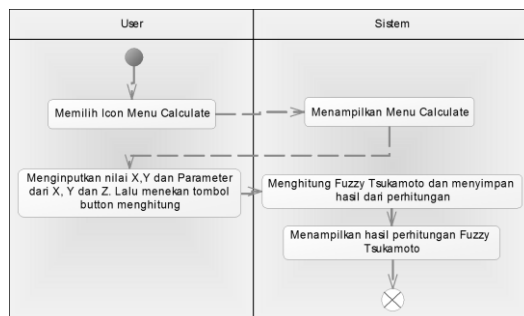 User
Sistem
Memilih Icon Menu Calculate
Menampilkan Menu Calculate
Menginputkan nilai X,Y dan Parameter
dari X, Y dan Z. Lalu menekan tombol
button menghitung
Menghitung Fuzzy Tsukamoto dan menyimpan
hasil dari perhitungan
Menampilkan hasil perhitungan Fuzzy
Tsukamoto